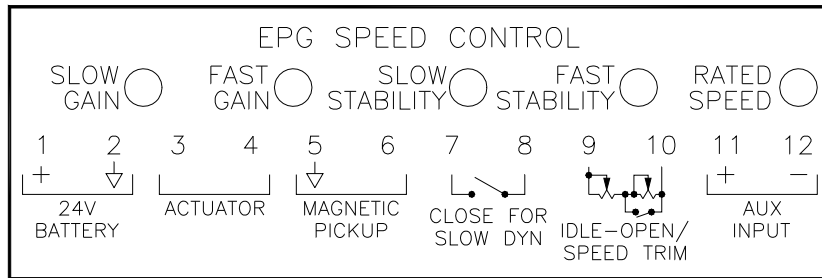 EPG SPEED CONTROL
SLOW GAIN
FAST GAIN
SLOW STABILITY
FAST STABILITY
RATED SPEED
1 2 3 4 5 6 7 8 9 10 11 12
+ + −
24V BATTERY
ACTUATOR
MAGNETIC PICKUP
CLOSE FOR SLOW DYN
IDLE-OPEN/ SPEED TRIM
AUX INPUT